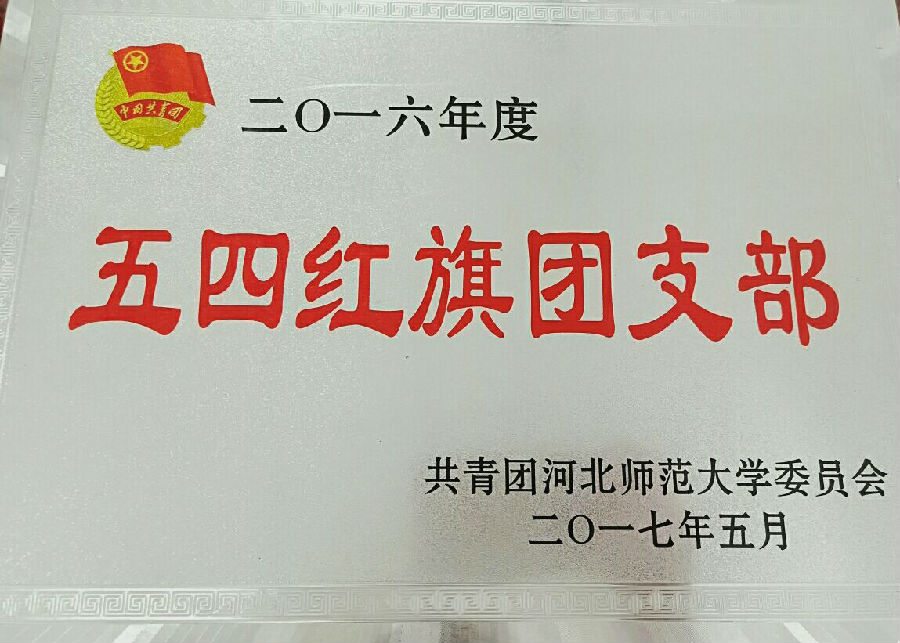 中国共青团
二〇一六年度
五四红旗团支部
共青团河北师范大学委员会
二〇一七年五月